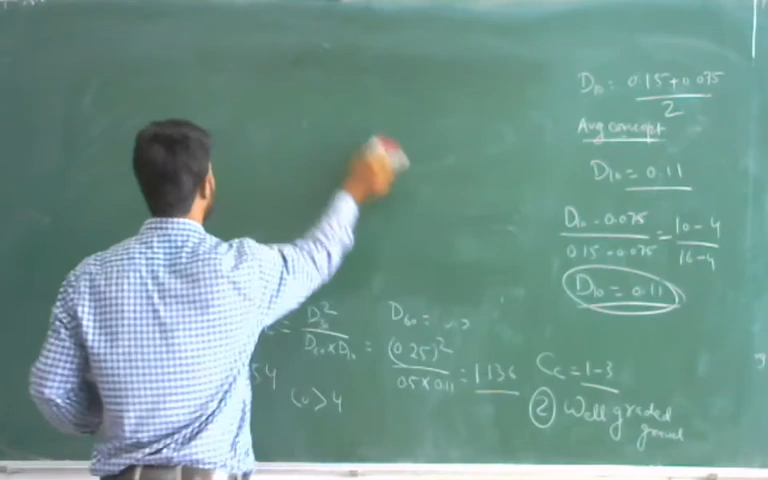 D₁₀ = (0.15+0.075)/2
Avg concept
D₁₀ = 0.11
(D₁₀ - 0.075)/(0.15 - 0.075) = (10-4)/(16-4)
D₁₀ = 0.11
= D₃₀²/(D₆₀×D₁₀) = (0.25)²/(0.5×0.11) = 1.136
D₆₀ =
54
Cu>4
Cc = 1-3
② Well graded
gravel